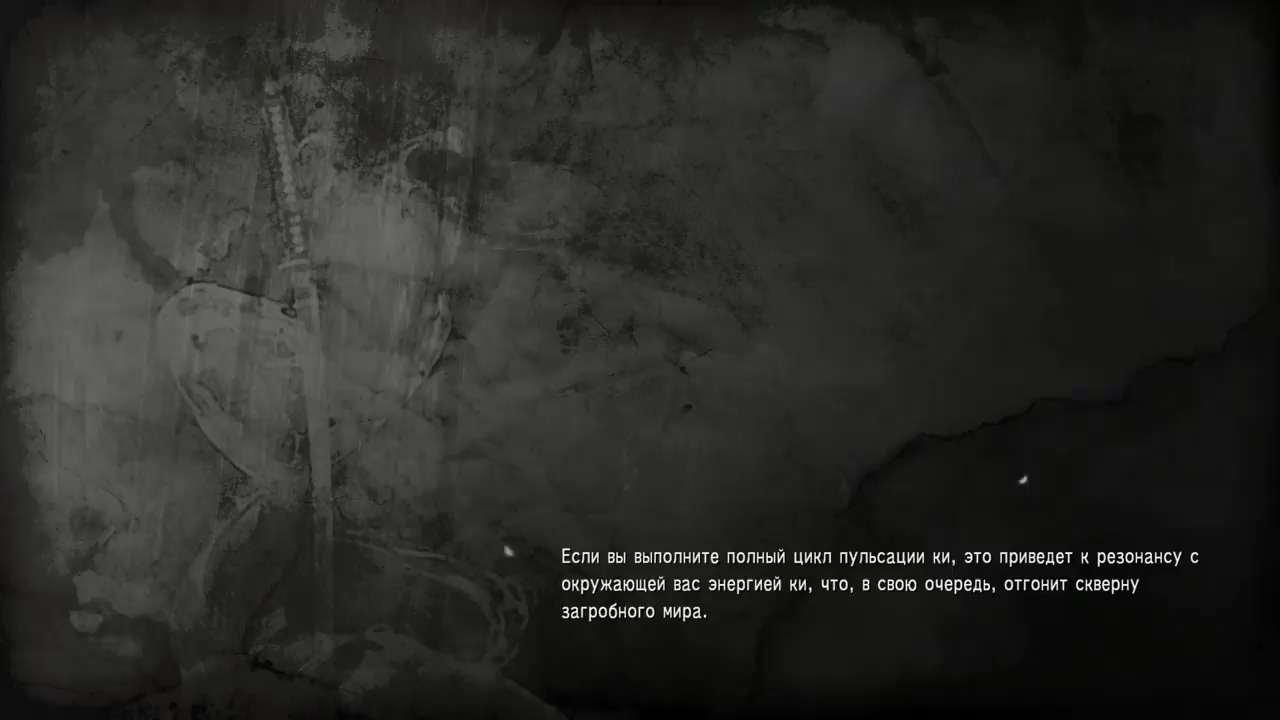 Если вы выполните полный цикл пульсации ки, это приведет к резонансу с
окружающей вас энергией ки, что, в свою очередь, отгонит скверну
загробного мира.